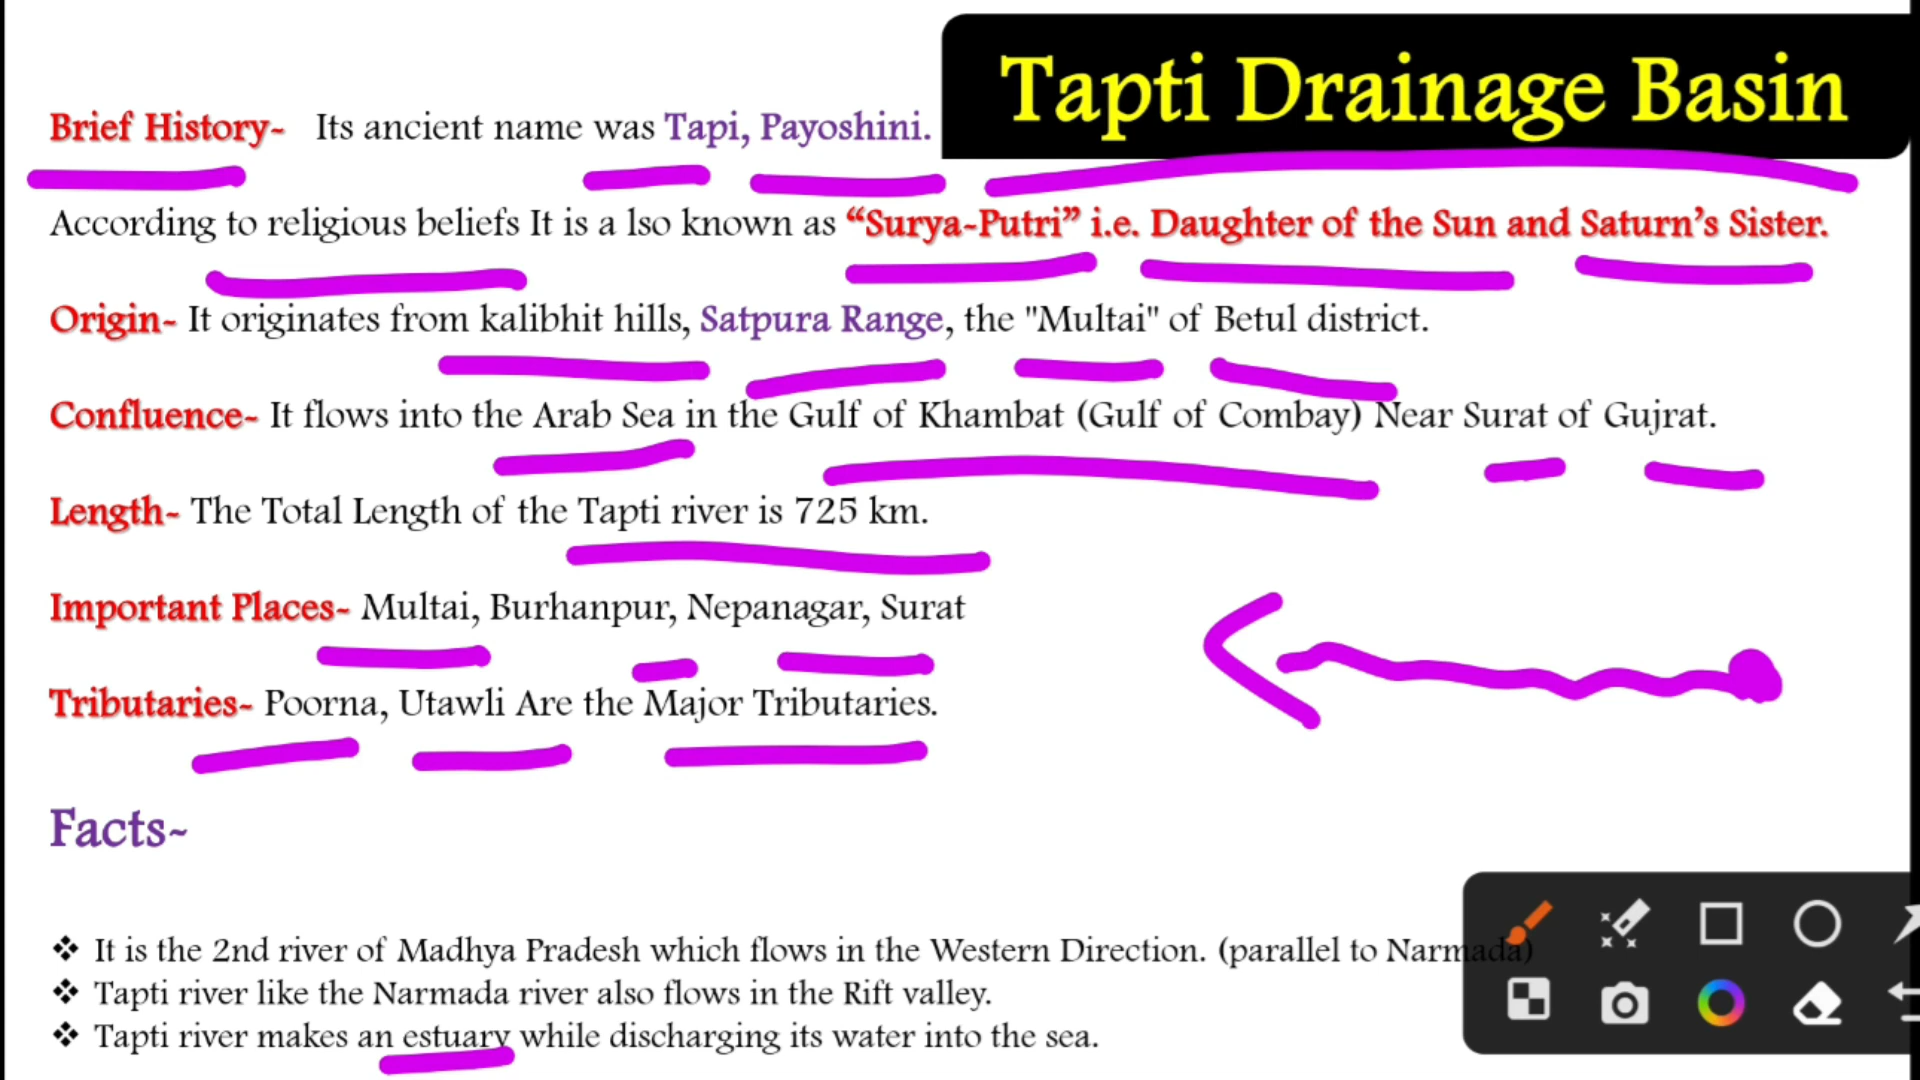 Tapti Drainage Basin
Brief History- Its ancient name was Tapi, Payoshini.
According to religious beliefs It is a lso known as “Surya-Putri” i.e. Daughter of the Sun and Saturn’s Sister.
Origin- It originates from kalibhit hills, Satpura Range, the "Multai" of Betul district.
Confluence- It flows into the Arab Sea in the Gulf of Khambat (Gulf of Combay) Near Surat of Gujrat.
Length- The Total Length of the Tapti river is 725 km.
Important Places- Multai, Burhanpur, Nepanagar, Surat
Tributaries- Poorna, Utawli Are the Major Tributaries.
Facts-
❖ It is the 2nd river of Madhya Pradesh which flows in the Western Direction. (parallel to Narmada)
❖ Tapti river like the Narmada river also flows in the Rift valley.
❖ Tapti river makes an estuary while discharging its water into the sea.